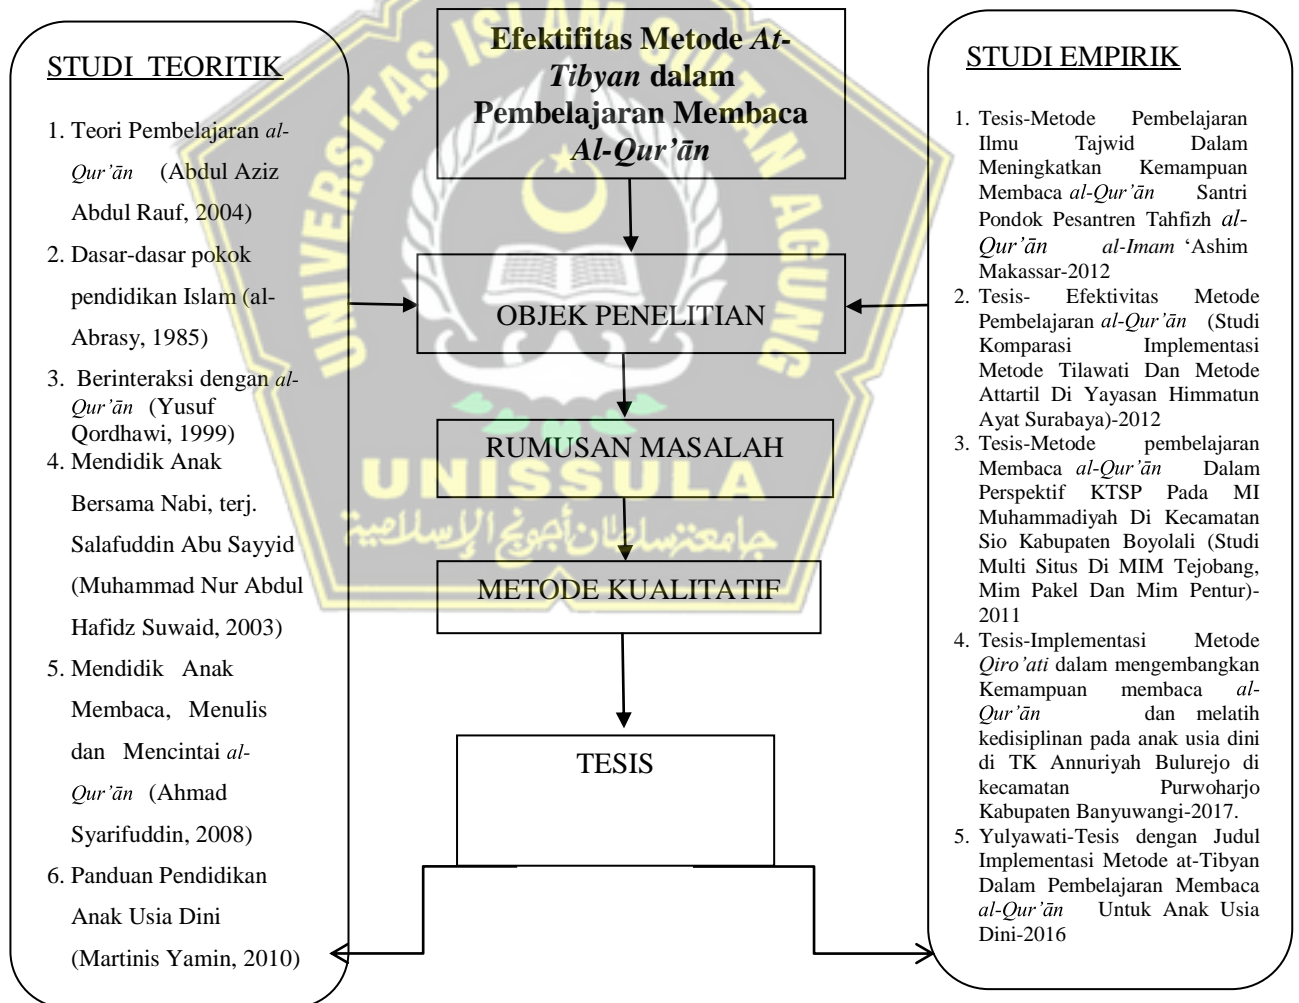 STUDI TEORITIK
1. Teori Pembelajaran al-
Qur’ān (Abdul Aziz
Abdul Rauf, 2004)
2. Dasar-dasar pokok
pendidikan Islam (al-
Abrasy, 1985)
3. Berinteraksi dengan al-
Qur’ān (Yusuf
Qordhawi, 1999)
4. Mendidik Anak
Bersama Nabi, terj.
Salafuddin Abu Sayyid
(Muhammad Nur Abdul
Hafidz Suwaid, 2003)
5. Mendidik Anak
Membaca, Menulis
dan Mencintai al-
Qur’ān (Ahmad
Syarifuddin, 2008)
6. Panduan Pendidikan
Anak Usia Dini
(Martinis Yamin, 2010)
Efektifitas Metode At-
Tibyan dalam
Pembelajaran Membaca
Al-Qur’ān
OBJEK PENELITIAN
RUMUSAN MASALAH
METODE KUALITATIF
TESIS
UNIVERSITAS ISLAM SULTAN AGUNG
UNISSULA
جامعة سلطان أجونج الإسلامية
STUDI EMPIRIK
1. Tesis-Metode Pembelajaran
Ilmu Tajwid Dalam
Meningkatkan Kemampuan
Membaca al-Qur’ān Santri
Pondok Pesantren Tahfizh al-
Qur’ān al-Imam ‘Ashim
Makassar-2012
2. Tesis- Efektivitas Metode
Pembelajaran al-Qur’ān (Studi
Komparasi Implementasi
Metode Tilawati Dan Metode
Attartil Di Yayasan Himmatun
Ayat Surabaya)-2012
3. Tesis-Metode pembelajaran
Membaca al-Qur’ān Dalam
Perspektif KTSP Pada MI
Muhammadiyah Di Kecamatan
Sio Kabupaten Boyolali (Studi
Multi Situs Di MIM Tejobang,
Mim Pakel Dan Mim Pentur)-
2011
4. Tesis-Implementasi Metode
Qiro’ati dalam mengembangkan
Kemampuan membaca al-
Qur’ān dan melatih
kedisiplinan pada anak usia dini
di TK Annuriyah Bulurejo di
kecamatan Purwoharjo
Kabupaten Banyuwangi-2017.
5. Yulyawati-Tesis dengan Judul
Implementasi Metode at-Tibyan
Dalam Pembelajaran Membaca
al-Qur’ān Untuk Anak Usia
Dini-2016